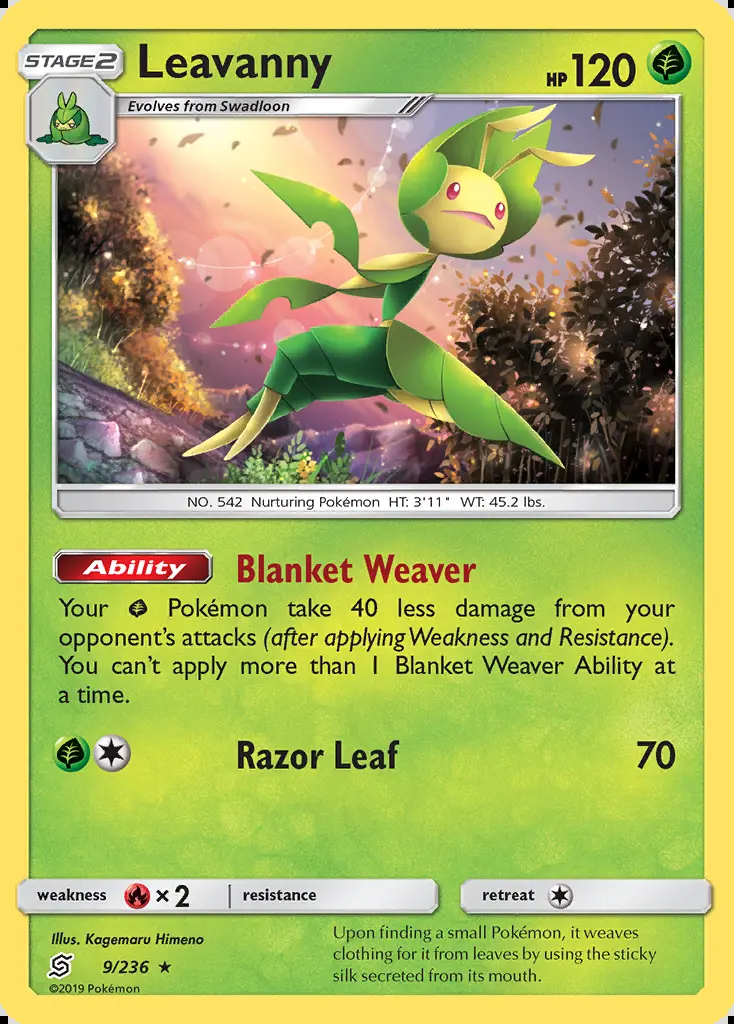 STAGE2 Leavanny HP 120
Evolves from Swadloon
NO. 542 Nurturing Pokémon HT: 3'11" WT: 45.2 lbs.
Ability Blanket Weaver
Your Pokémon take 40 less damage from your
opponent's attacks (after applying Weakness and Resistance).
You can't apply more than 1 Blanket Weaver Ability at
a time.
Razor Leaf 70
weakness ×2 resistance retreat
Illus. Kagemaru Himeno
9/236 ★
©2019 Pokémon
Upon finding a small Pokémon, it weaves
clothing for it from leaves by using the sticky
silk secreted from its mouth.